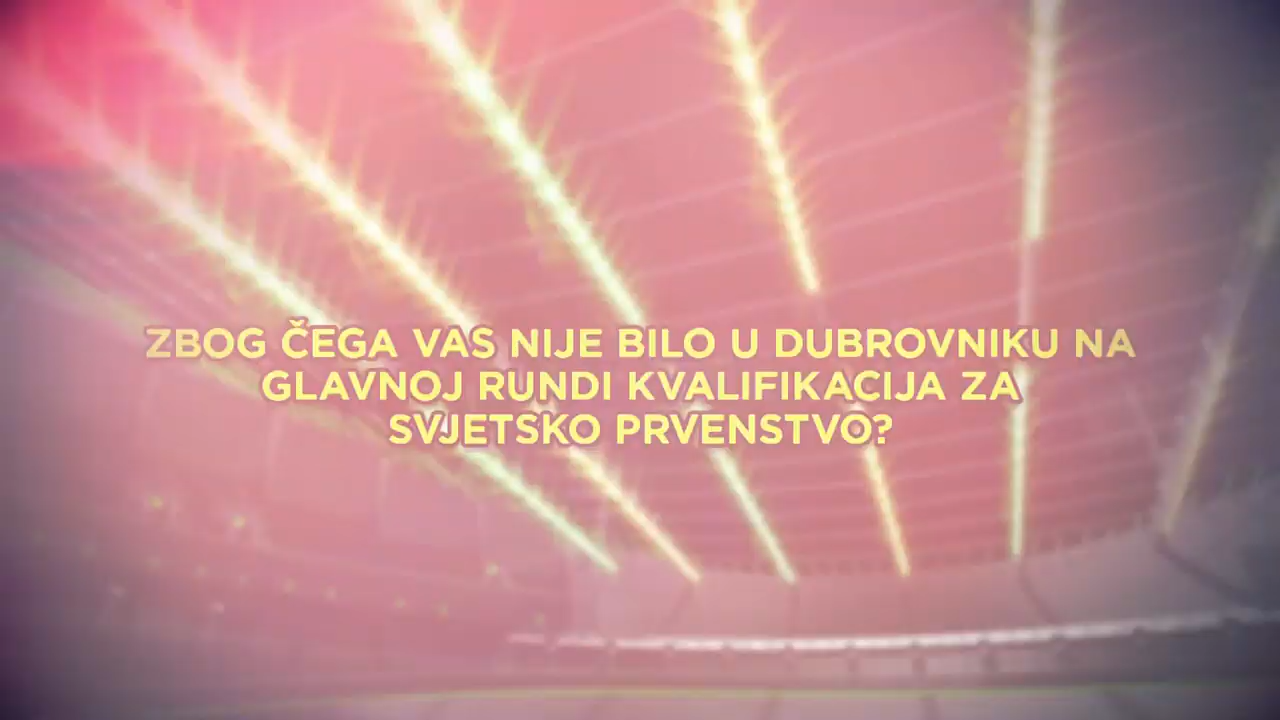 ZBOG ČEGA VAS NIJE BILO U DUBROVNIKU NA
GLAVNOJ RUNDI KVALIFIKACIJA ZA
SVJETSKO PRVENSTVO?